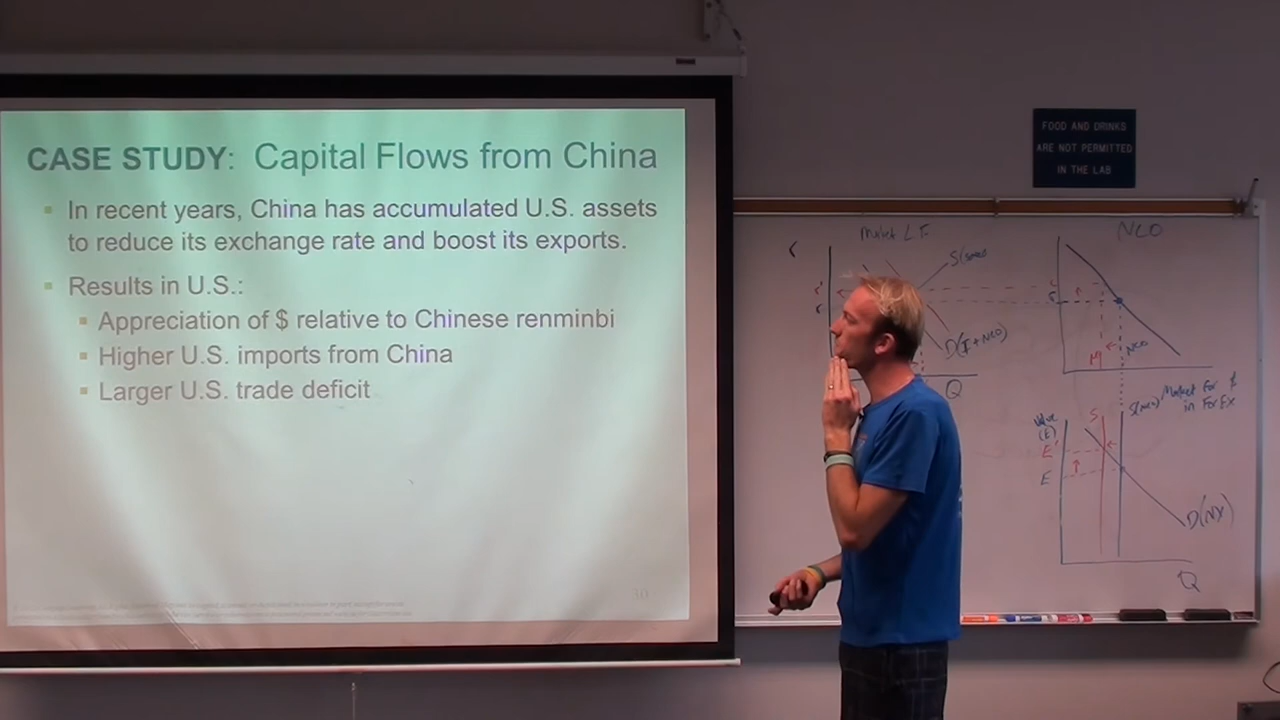 CASE STUDY: Capital Flows from China
In recent years, China has accumulated U.S. assets
to reduce its exchange rate and boost its exports.
Results in U.S.:
Appreciation of $ relative to Chinese renminbi
Higher U.S. imports from China
Larger U.S. trade deficit
30
FOOD AND DRINKS
ARE NOT PERMITTED
IN THE LAB
Market LF
D(I+NCO)
Q
NCO
r
NCO
Market for $
in ForEx
S
S(NCO)
Value
(E)
E'
E
D(NX)
Q